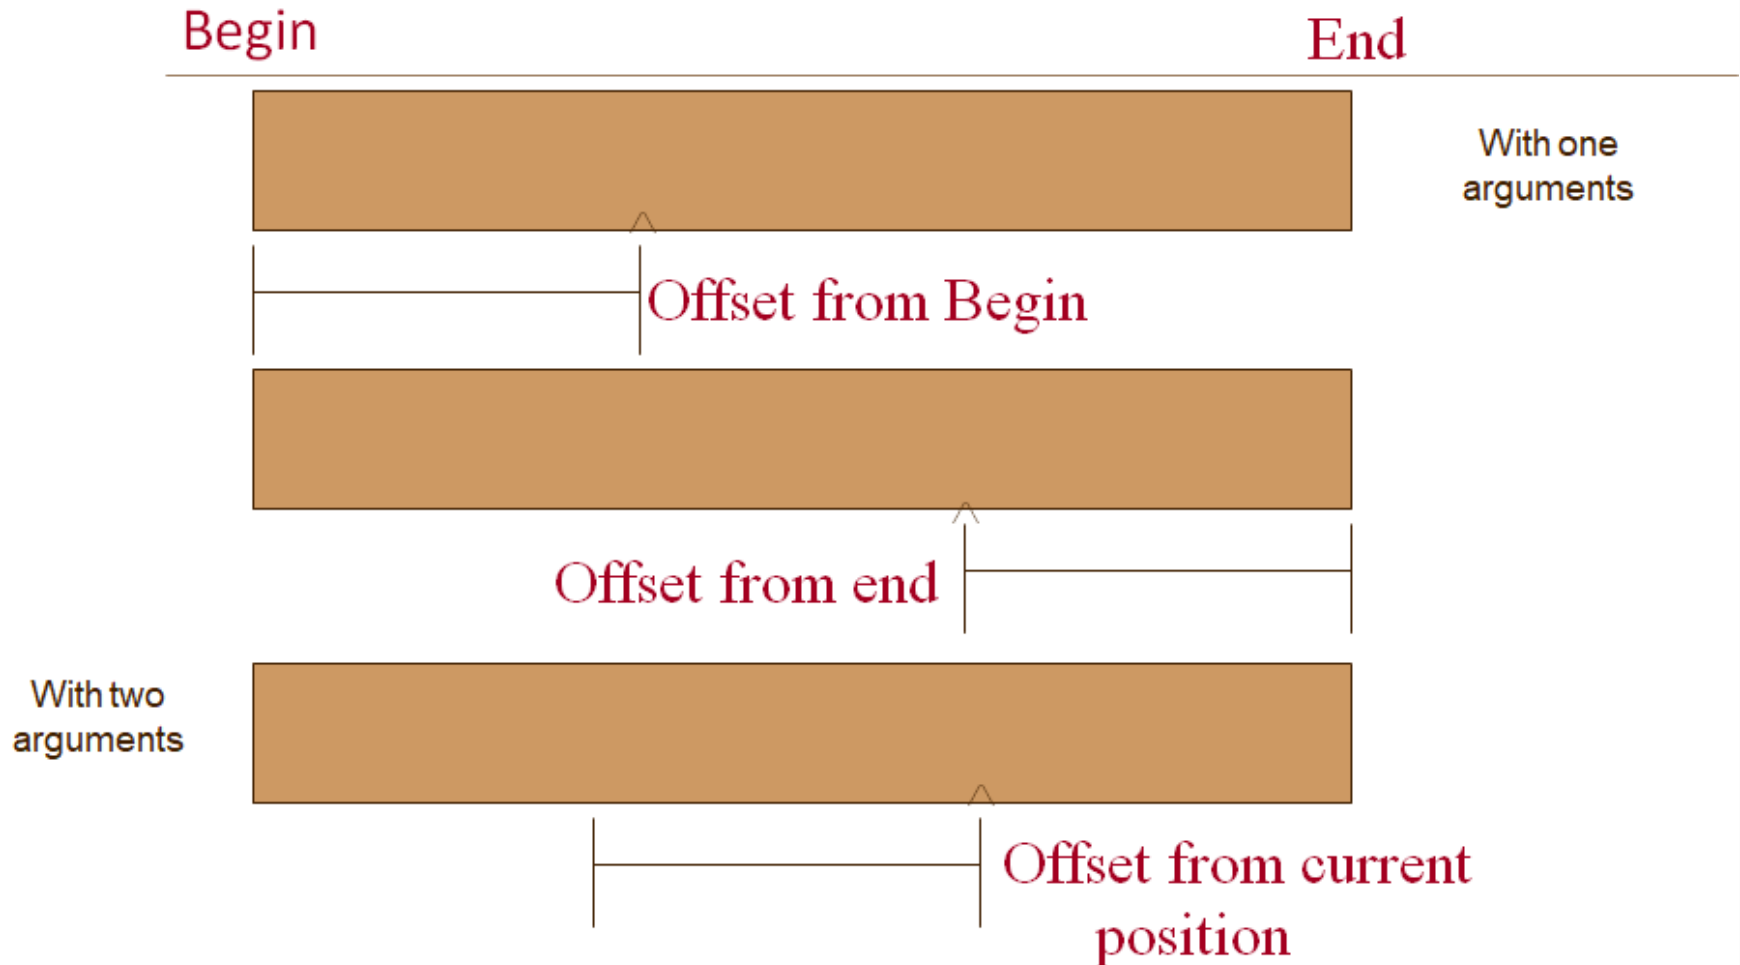 Begin
End
With one
arguments
Offset from Begin
Offset from end
With two
arguments
Offset from current
position